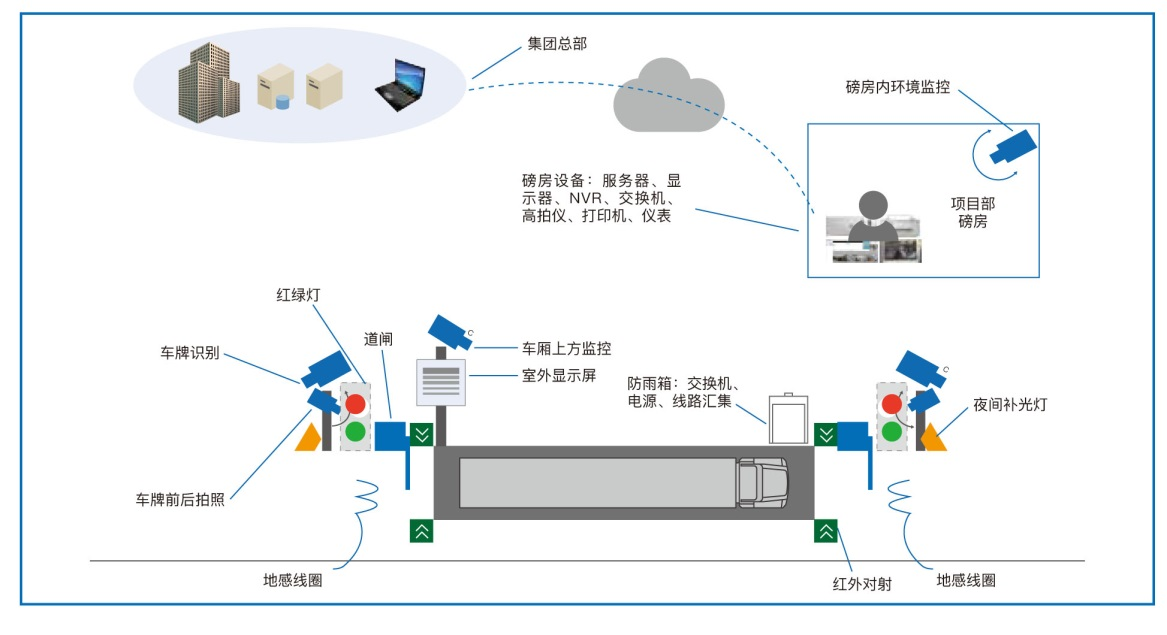 集团总部
磅房内环境监控
磅房设备：服务器、显
示器、NVR、交换机、
高拍仪、打印机、仪表
项目部
磅房
红绿灯
道闸
车牌识别
车厢上方监控
室外显示屏
防雨箱：交换机、
电源、线路汇集
夜间补光灯
车牌前后拍照
地感线圈
红外对射
地感线圈